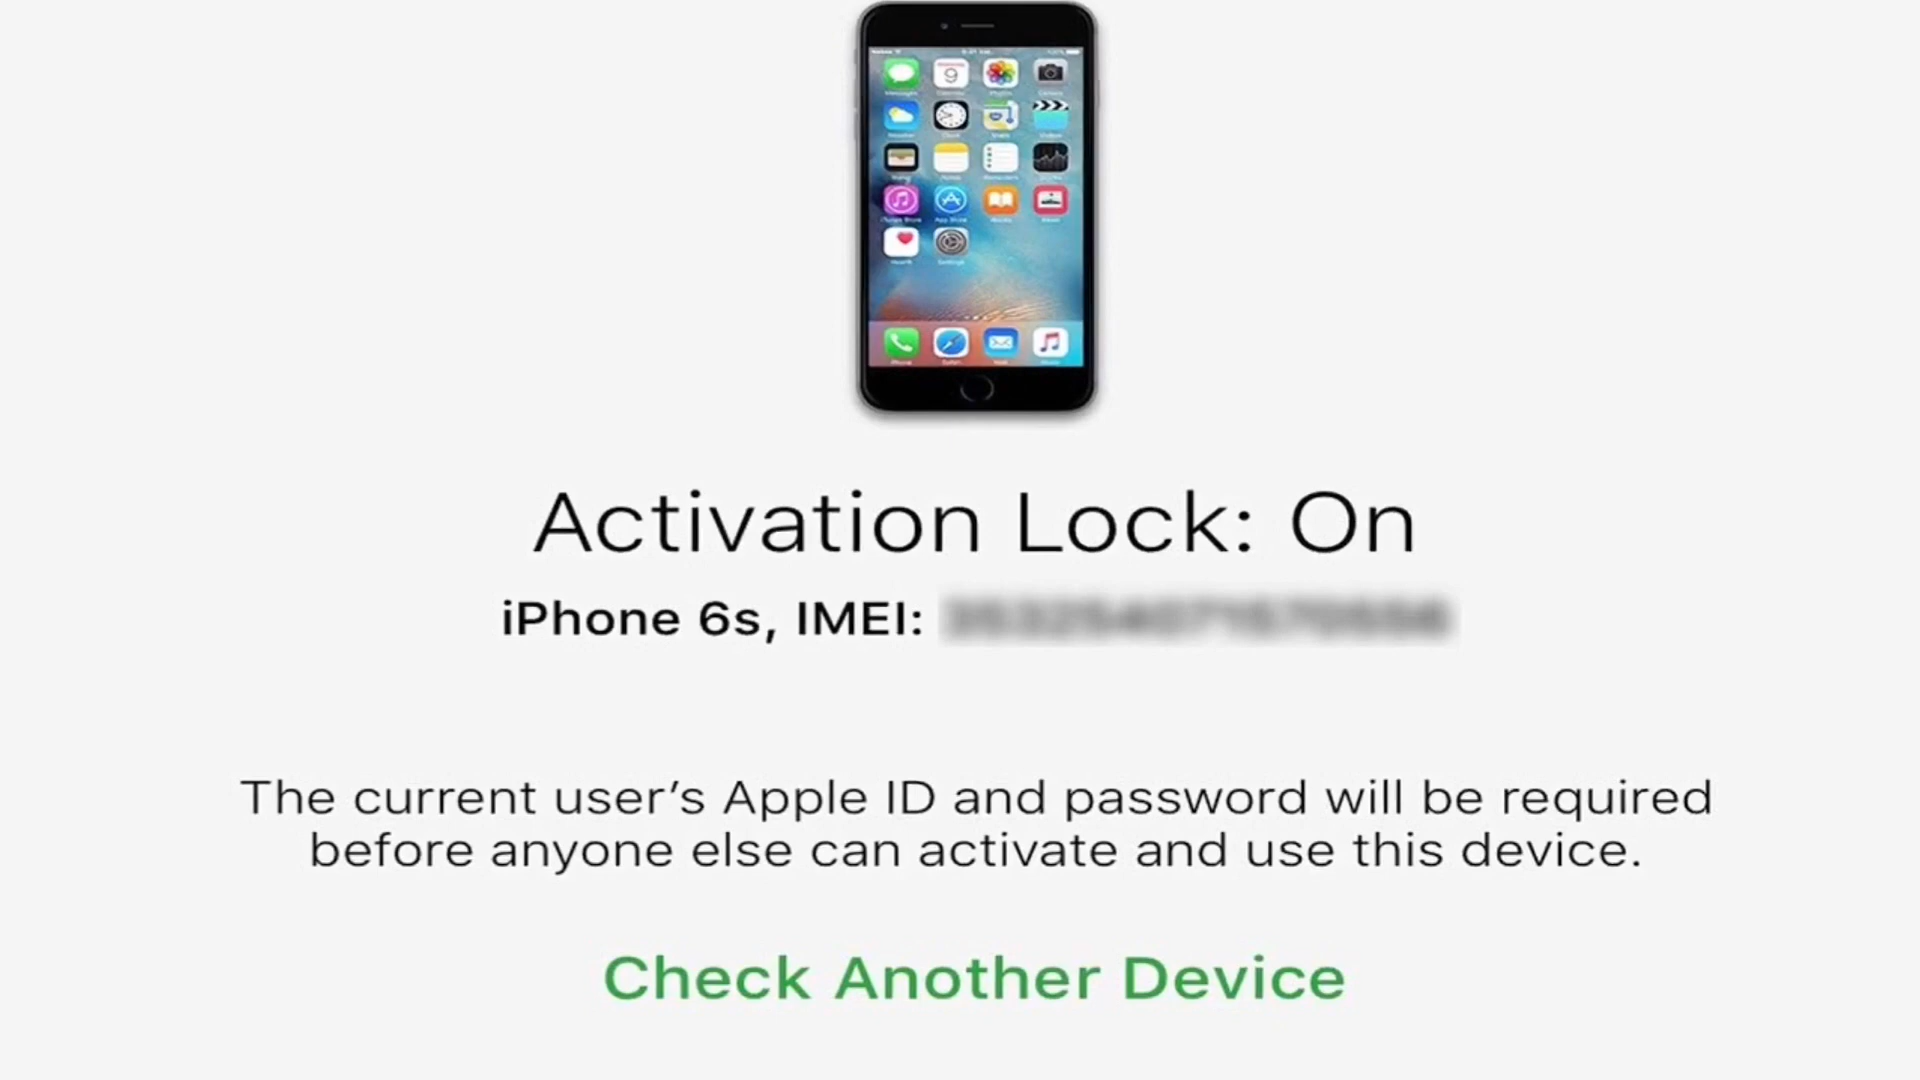 Activation Lock: On
iPhone 6s, IMEI:
The current user's Apple ID and password will be required
before anyone else can activate and use this device.
Check Another Device